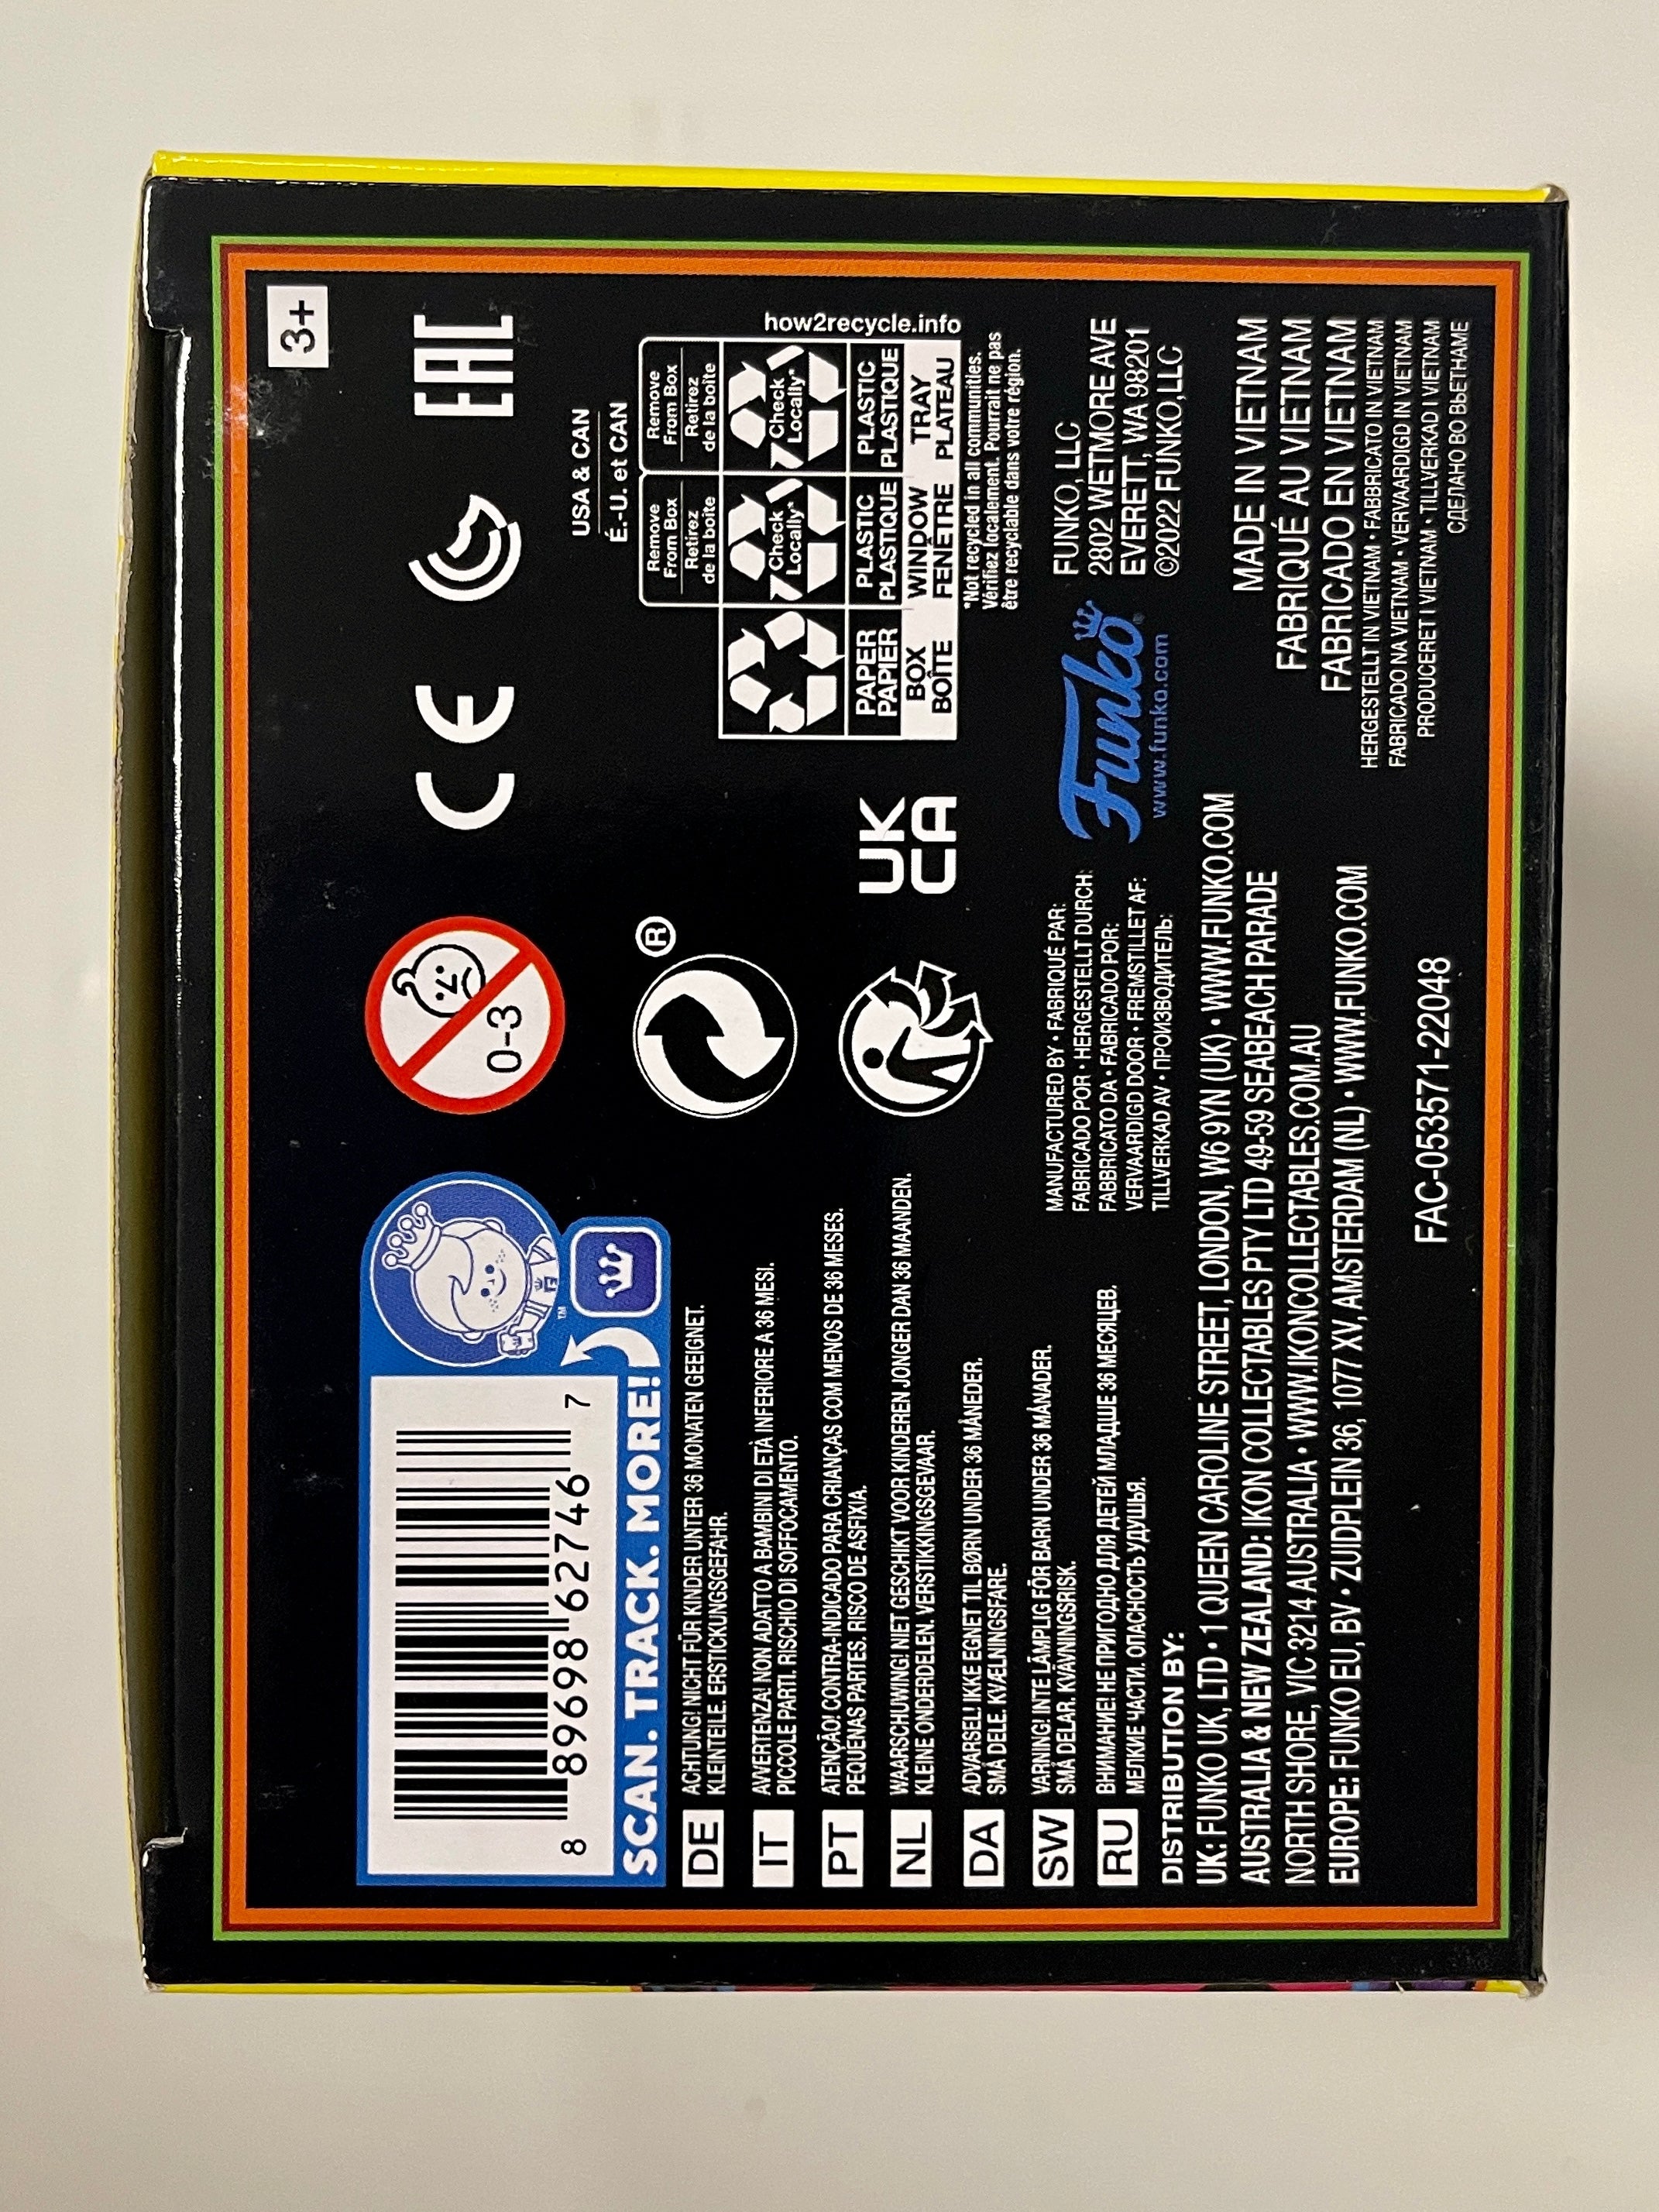 3+
8 89698 62746 7
SCAN. TRACK. MORE!
TM
0-3
CE
EAC
®
UK
CA
USA & CAN
É.-U. et CAN
Remove
From Box
Retirez
de la boîte
Remove
From Box
Retirez
de la boîte
Check
Locally*
Check
Locally*
PAPER
PAPIER
PLASTIC
PLASTIQUE
PLASTIC
PLASTIQUE
BOX
BOÎTE
WINDOW
FENÊTRE
TRAY
PLATEAU
how2recycle.info
*Not recycled in all communities.
Vérifiez localement. Pourrait ne pas
être recyclable dans votre région.
DE
ACHTUNG! NICHT FÜR KINDER UNTER 36 MONATEN GEEIGNET.
KLEINTEILE. ERSTICKUNGSGEFAHR.
IT
AVVERTENZA! NON ADATTO A BAMBINI DI ETÀ INFERIORE A 36 MESI.
PICCOLE PARTI. RISCHIO DI SOFFOCAMENTO.
PT
ATENÇÃO! CONTRA-INDICADO PARA CRIANÇAS COM MENOS DE 36 MESES.
PEQUENAS PARTES. RISCO DE ASFIXIA.
NL
WAARSCHUWING! NIET GESCHIKT VOOR KINDEREN JONGER DAN 36 MAANDEN.
KLEINE ONDERDELEN. VERSTIKKINGSGEVAAR.
DA
ADVARSEL! IKKE EGNET TIL BØRN UNDER 36 MÅNEDER.
SMÅ DELE. KVÆLNINGSFARE.
SW
VARNING! INTE LÄMPLIG FÖR BARN UNDER 36 MÅNADER.
SMÅ DELAR. KVÄVNINGSRISK.
RU
ВНИМАНИЕ! НЕ ПРИГОДНО ДЛЯ ДЕТЕЙ МЛАДШЕ 36 МЕСЯЦЕВ.
МЕЛКИЕ ЧАСТИ. ОПАСНОСТЬ УДУШЬЯ.
MANUFACTURED BY • FABRIQUÉ PAR:
FABRICADO POR • HERGESTELLT DURCH:
FABBRICATO DA • FABRICADO POR:
VERVAARDIGD DOOR • FREMSTILLET AF:
TILLVERKAD AV • ПРОИЗВОДИТЕЛЬ:
Funko®
www.funko.com
FUNKO, LLC
2802 WETMORE AVE
EVERETT, WA 98201
©2022 FUNKO,LLC
DISTRIBUTION BY:
UK: FUNKO UK, LTD • 1 QUEEN CAROLINE STREET, LONDON, W6 9YN (UK) • WWW.FUNKO.COM
AUSTRALIA & NEW ZEALAND: IKON COLLECTABLES PTY LTD 49-59 SEABEACH PARADE
NORTH SHORE, VIC 3214 AUSTRALIA • WWW.IKONCOLLECTABLES.COM.AU
EUROPE: FUNKO EU, BV • ZUIDPLEIN 36, 1077 XV, AMSTERDAM (NL) • WWW.FUNKO.COM
MADE IN VIETNAM
FABRIQUÉ AU VIETNAM
FABRICADO EN VIETNAM
HERGESTELLT IN VIETNAM • FABBRICATO IN VIETNAM
FABRICADO NA VIETNAM • VERVAARDIGD IN VIETNAM
PRODUCERET I VIETNAM • TILLVERKAD I VIETNAM
СДЕЛАНО ВО ВЬЕТНАМЕ
FAC-053571-22048